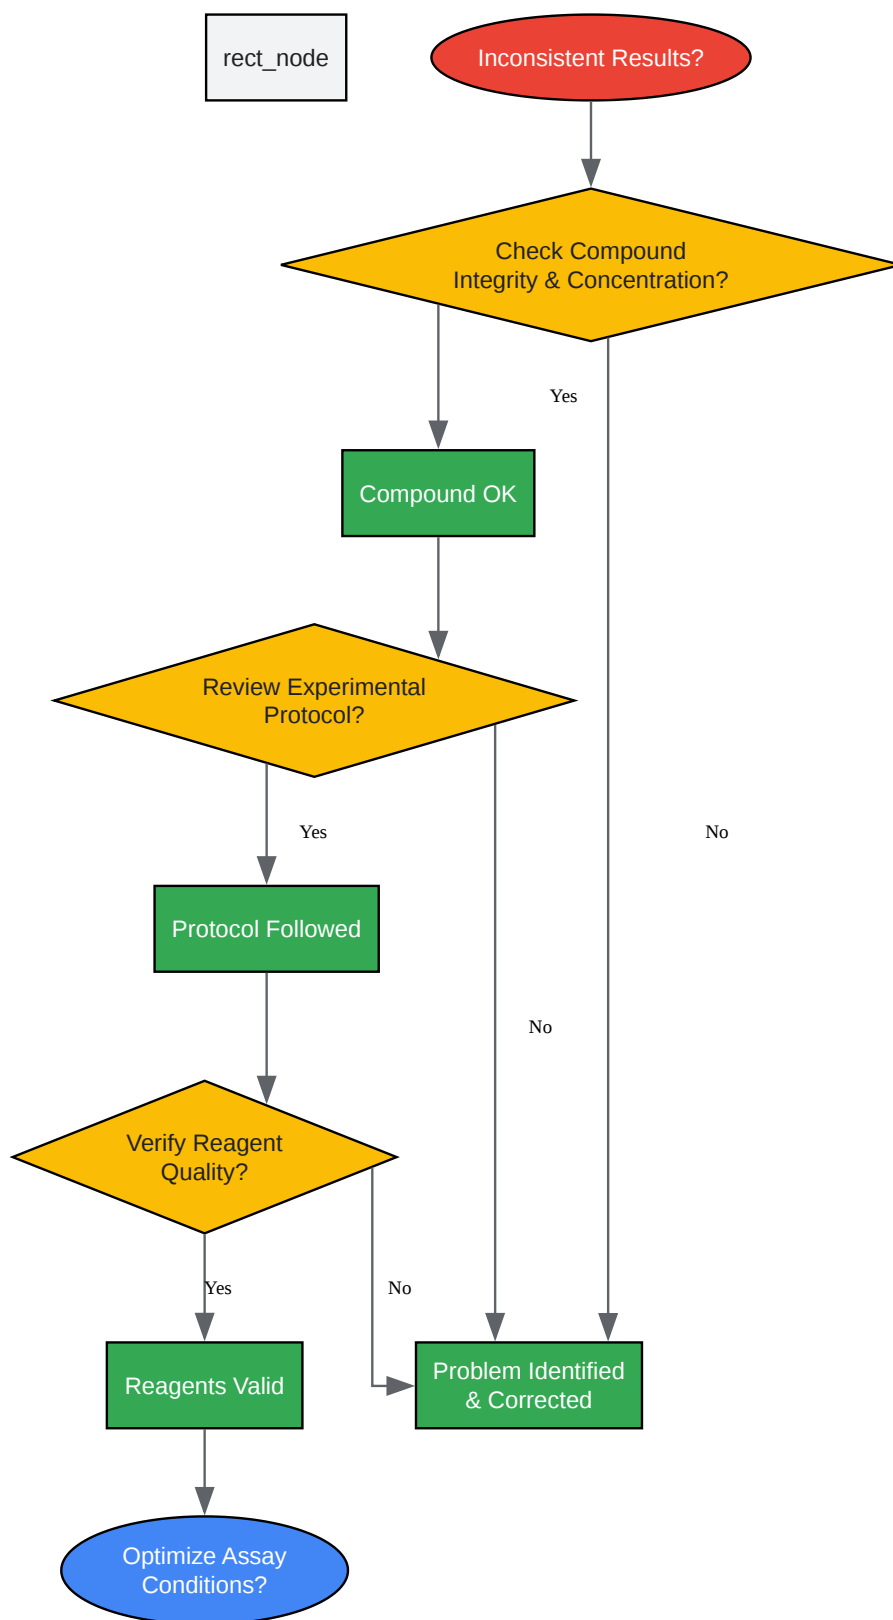 rect_node
Inconsistent Results?
Check Compound
Integrity & Concentration?
Yes
Compound OK
Review Experimental
Protocol?
Yes
No
Protocol Followed
No
Verify Reagent
Quality?
Yes
No
Reagents Valid
Problem Identified
& Corrected
Optimize Assay
Conditions?